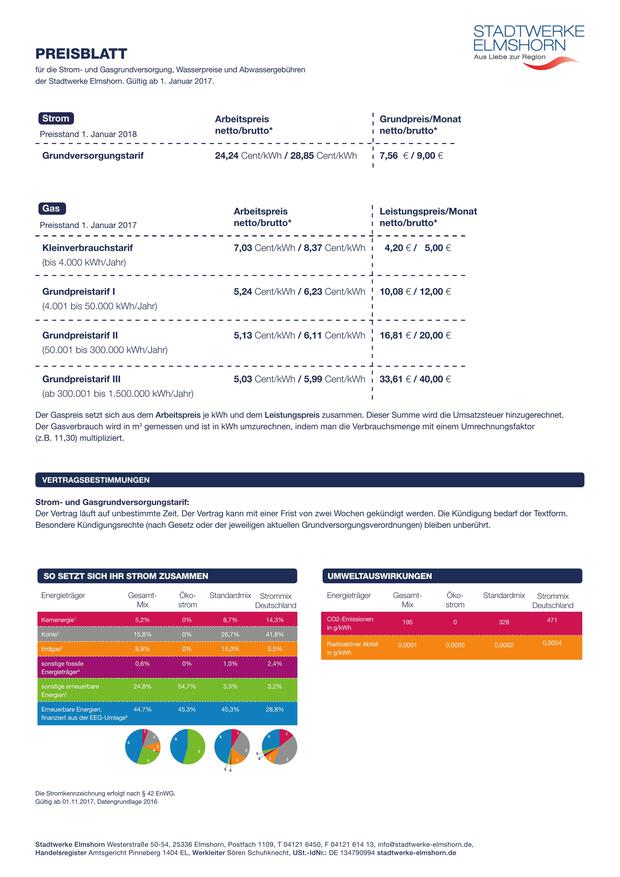 STADTWERKE
ELMSHORN
Aus Liebe zur Region
PREISBLATT
für die Strom- und Gasgrundversorgung, Wasserpreise und Abwassergebühren
der Stadtwerke Elmshorn. Gültig ab 1. Januar 2017.
Strom
Arbeitspreis Grundpreis/Monat
netto/brutto* netto/brutto*
Preisstand 1. Januar 2018
Grundversorgungstarif 24,24 Cent/kWh / 28,85 Cent/kWh 7,56 € / 9,00 €
Gas
Arbeitspreis Leistungspreis/Monat
netto/brutto* netto/brutto*
Preisstand 1. Januar 2017
Kleinverbrauchstarif 7,03 Cent/kWh / 8,37 Cent/kWh 4,20 € / 5,00 €
(bis 4.000 kWh/Jahr)
Grundpreistarif I 5,24 Cent/kWh / 6,23 Cent/kWh 10,08 € / 12,00 €
(4.001 bis 50.000 kWh/Jahr)
Grundpreistarif II 5,13 Cent/kWh / 6,11 Cent/kWh 16,81 € / 20,00 €
(50.001 bis 300.000 kWh/Jahr)
Grundpreistarif III 5,03 Cent/kWh / 5,99 Cent/kWh 33,61 € / 40,00 €
(ab 300.001 bis 1.500.000 kWh/Jahr)
Der Gaspreis setzt sich aus dem Arbeitspreis je kWh und dem Leistungspreis zusammen. Dieser Summe wird die Umsatzsteuer hinzugerechnet.
Der Gasverbrauch wird in m³ gemessen und ist in kWh umzurechnen, indem man die Verbrauchsmenge mit einem Umrechnungsfaktor
(z.B. 11,30) multipliziert.
VERTRAGSBESTIMMUNGEN
Strom- und Gasgrundversorgungstarif:
Der Vertrag läuft auf unbestimmte Zeit. Der Vertrag kann mit einer Frist von zwei Wochen gekündigt werden. Die Kündigung bedarf der Textform.
Besondere Kündigungsrechte (nach Gesetz oder der jeweiligen aktuellen Grundversorgungsverordnungen) bleiben unberührt.
SO SETZT SICH IHR STROM ZUSAMMEN
Energieträger Gesamt- Öko- Standardmix Strommix
Mix strom Deutschland
Kernenergie¹ 5,2% 0% 8,7% 14,3%
Kohle² 15,8% 0% 26,7% 41,8%
Erdgas³ 8,9% 0% 15,0% 9,5%
sonstige fossile 0,6% 0% 1,0% 2,4%
Energieträger⁴
sonstige erneuerbare 24,8% 54,7% 3,3% 3,2%
Energien⁵
Erneuerbare Energien, 44,7% 45,3% 45,3% 28,8%
finanziert aus der EEG-Umlage⁶
UMWELTAUSWIRKUNGEN
Energieträger Gesamt- Öko- Standardmix Strommix
Mix strom Deutschland
CO2-Emissionen 195 0 328 471
in g/kWh
Radioaktiver Abfall 0,0001 0,0000 0,0002 0,0004
in g/kWh
Die Stromkennzeichnung erfolgt nach § 42 EnWG.
Gültig ab 01.11.2017, Datengrundlage 2016
Stadtwerke Elmshorn Westerstraße 50-54, 25336 Elmshorn, Postfach 1109, T 04121 6450, F 04121 614 13, info@stadtwerke-elmshorn.de,
Handelsregister Amtsgericht Pinneberg 1404 EL, Werkleiter Sören Schuhknecht, USt.-IdNr.: DE 134790994 stadtwerke-elmshorn.de